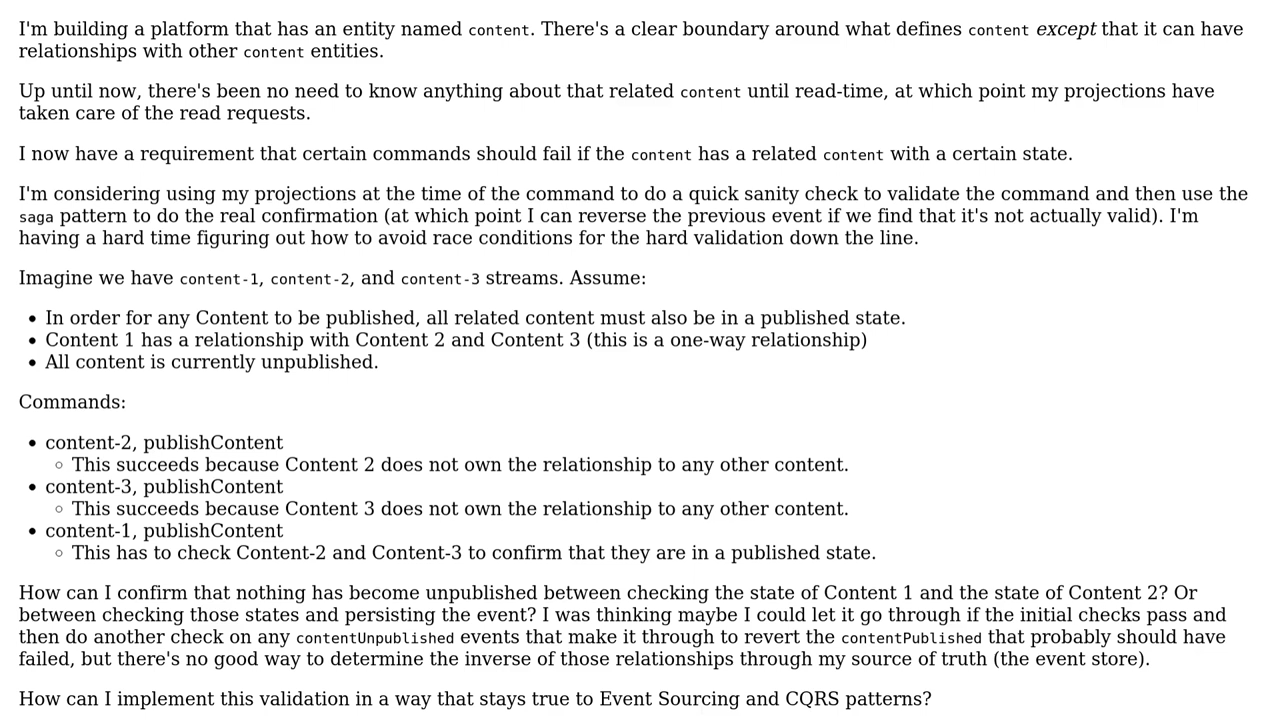 I'm building a platform that has an entity named content. There's a clear boundary around what defines content except that it can have
relationships with other content entities.
Up until now, there's been no need to know anything about that related content until read-time, at which point my projections have
taken care of the read requests.
I now have a requirement that certain commands should fail if the content has a related content with a certain state.
I'm considering using my projections at the time of the command to do a quick sanity check to validate the command and then use the
saga pattern to do the real confirmation (at which point I can reverse the previous event if we find that it's not actually valid). I'm
having a hard time figuring out how to avoid race conditions for the hard validation down the line.
Imagine we have content-1, content-2, and content-3 streams. Assume:
• In order for any Content to be published, all related content must also be in a published state.
• Content 1 has a relationship with Content 2 and Content 3 (this is a one-way relationship)
• All content is currently unpublished.
Commands:
• content-2, publishContent
◦ This succeeds because Content 2 does not own the relationship to any other content.
• content-3, publishContent
◦ This succeeds because Content 3 does not own the relationship to any other content.
• content-1, publishContent
◦ This has to check Content-2 and Content-3 to confirm that they are in a published state.
How can I confirm that nothing has become unpublished between checking the state of Content 1 and the state of Content 2? Or
between checking those states and persisting the event? I was thinking maybe I could let it go through if the initial checks pass and
then do another check on any contentUnpublished events that make it through to revert the contentPublished that probably should have
failed, but there's no good way to determine the inverse of those relationships through my source of truth (the event store).
How can I implement this validation in a way that stays true to Event Sourcing and CQRS patterns?